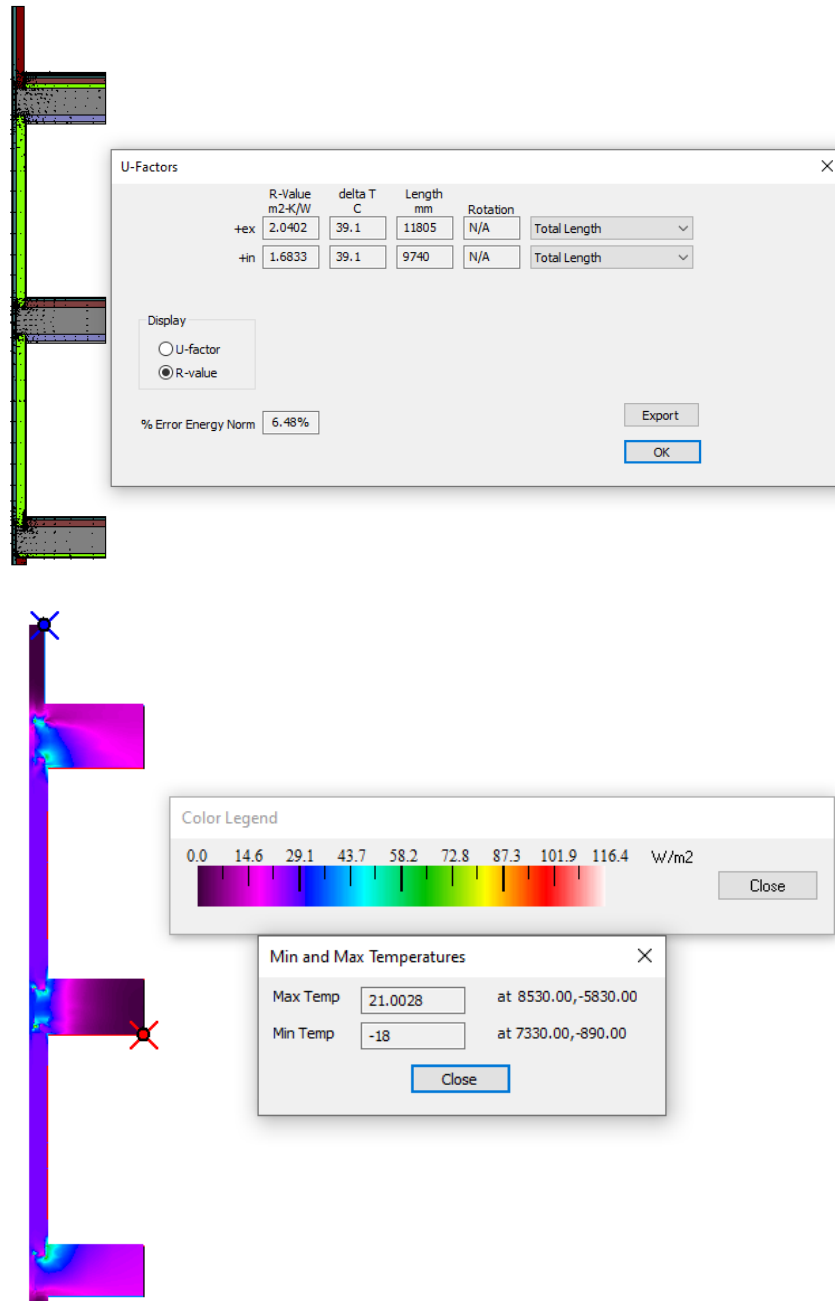 U-Factors
R-Value delta T Length
m2-K/W C mm Rotation
+ex 2.0402 39.1 11805 N/A Total Length
+in 1.6833 39.1 9740 N/A Total Length
Display
U-factor
R-value
% Error Energy Norm 6.48% Export
OK
Color Legend
0.0 14.6 29.1 43.7 58.2 72.8 87.3 101.9 116.4 W/m2
Close
Min and Max Temperatures
Max Temp 21.0028 at 8530.00,-5830.00
Min Temp -18 at 7330.00,-890.00
Close